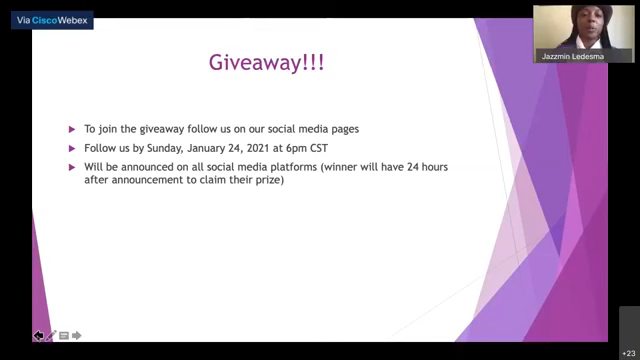 Via Cisco Webex
Jazzmin Ledesma
Giveaway!!!
To join the giveaway follow us on our social media pages
Follow us by Sunday, January 24, 2021 at 6pm CST
Will be announced on all social media platforms (winner will have 24 hours
after announcement to claim their prize)
+23